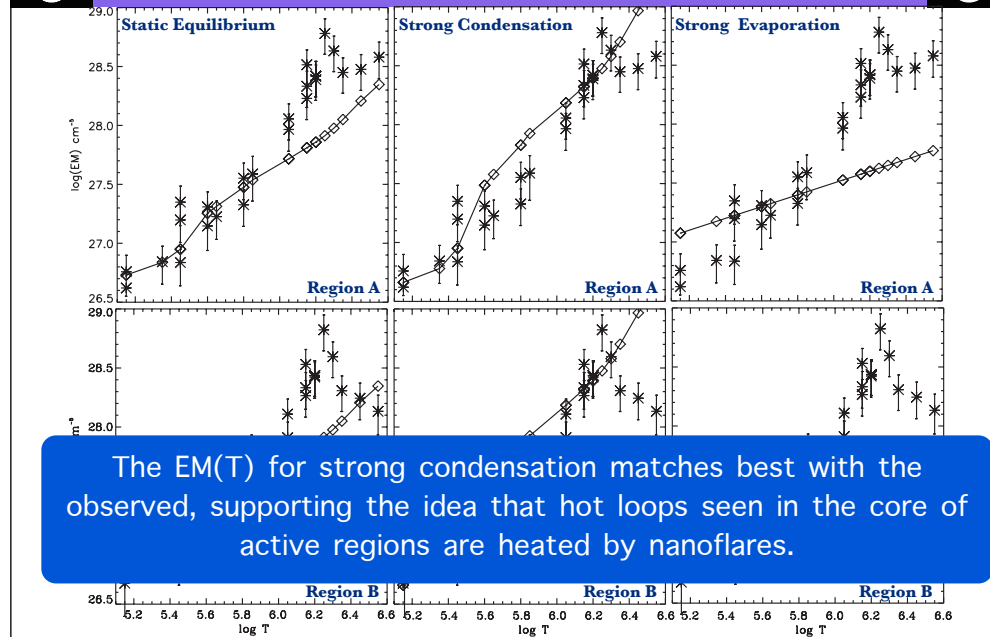 29.0
Static Equilibrium
Strong Condensation
Strong Evaporation
28.5
28.0
log(EM) cm⁻⁵
27.5
27.0
26.5
Region A
Region A
Region A
29.0
28.5
28.0
The EM(T) for strong condensation matches best with the
observed, supporting the idea that hot loops seen in the core of
active regions are heated by nanoflares.
26.5
Region B
Region B
Region B
5.2 5.4 5.6 5.8 6.0 6.2 6.4 6.6
5.2 5.4 5.6 5.8 6.0 6.2 6.4 6.6
5.2 5.4 5.6 5.8 6.0 6.2 6.4 6.6
log T
log T
log T